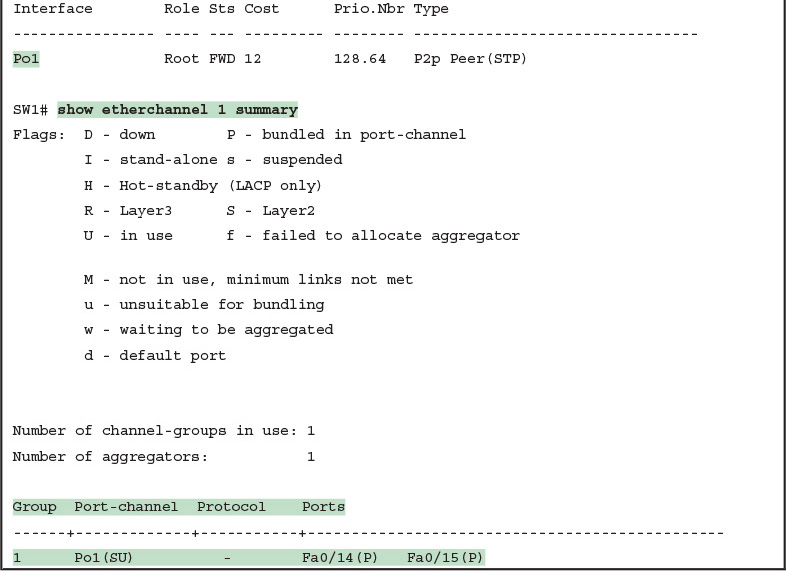 Interface        Role Sts Cost      Prio.Nbr Type
---------------- ---- --- --------- -------- --------------------------------
Po1              Root FWD 12        128.64   P2p Peer(STP)
SW1# show etherchannel 1 summary
Flags:  D - down        P - bundled in port-channel
        I - stand-alone s - suspended
        H - Hot-standby (LACP only)
        R - Layer3      S - Layer2
        U - in use      f - failed to allocate aggregator
        M - not in use, minimum links not met
        u - unsuitable for bundling
        w - waiting to be aggregated
        d - default port
Number of channel-groups in use: 1
Number of aggregators:           1
Group  Port-channel  Protocol    Ports
------+-------------+-----------+-----------------------------------------------
1      Po1(SU)          -        Fa0/14(P)   Fa0/15(P)